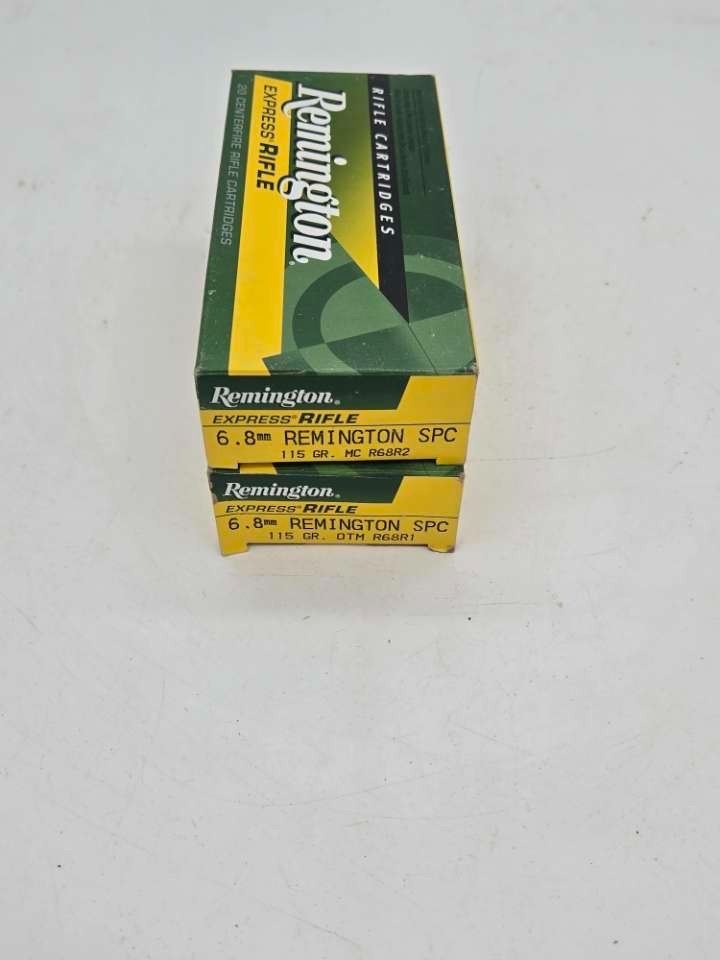 RIFLE CARTRIDGES
Remington®
EXPRESS® RIFLE
20 CENTERFIRE RIFLE CARTRIDGES
Remington®
EXPRESS® RIFLE
6.8mm REMINGTON SPC
115 GR. MC R68R2
Remington®
EXPRESS® RIFLE
6.8mm REMINGTON SPC
115 GR. OTM R68R1